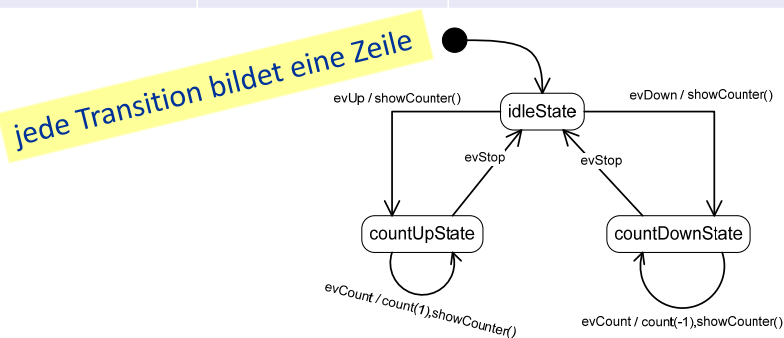 jede Transition bildet eine Zeile
evUp / showCounter()
idleState
evDown / showCounter()
evStop
evStop
countUpState
countDownState
evCount / count(1),showCounter()
evCount / count(-1),showCounter()